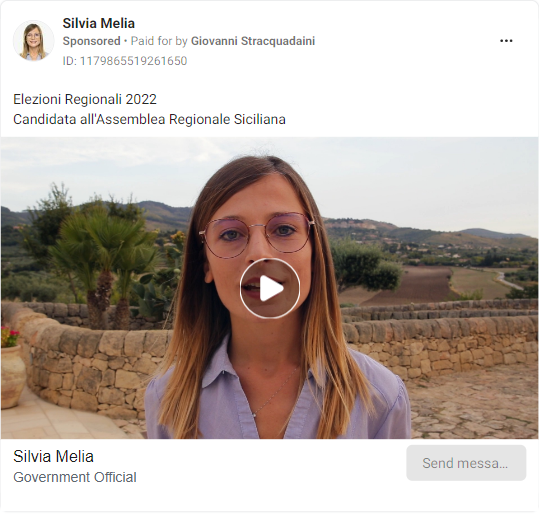 Silvia Melia
Sponsored • Paid for by Giovanni Stracquadaini
ID: 1179865519261650
Elezioni Regionali 2022
Candidata all'Assemblea Regionale Siciliana
Silvia Melia
Government Official
Send messa...